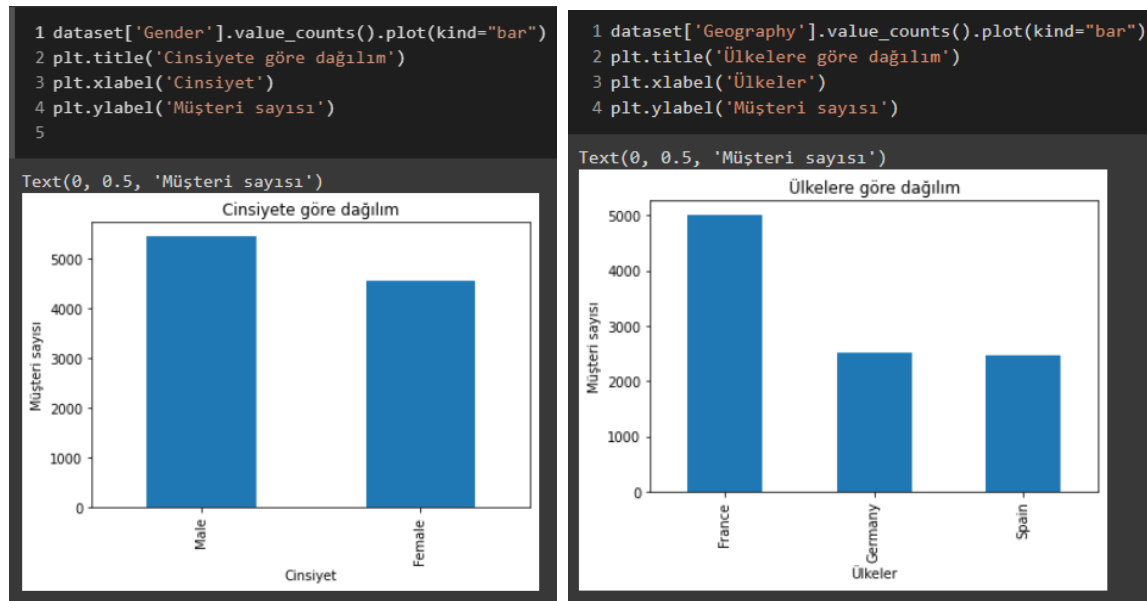 1 dataset['Gender'].value_counts().plot(kind="bar")
2 plt.title('Cinsiyete göre dağılım')
3 plt.xlabel('Cinsiyet')
4 plt.ylabel('Müşteri sayısı')
5
Text(0, 0.5, 'Müşteri sayısı')
Cinsiyete göre dağılım
5000
4000
3000
2000
1000
0
Müşteri sayısı
Male
Female
Cinsiyet
1 dataset['Geography'].value_counts().plot(kind="bar")
2 plt.title('Ülkelere göre dağılım')
3 plt.xlabel('Ülkeler')
4 plt.ylabel('Müşteri sayısı')
Text(0, 0.5, 'Müşteri sayısı')
Ülkelere göre dağılım
5000
4000
3000
2000
1000
0
Müşteri sayısı
France
Germany
Spain
Ülkeler